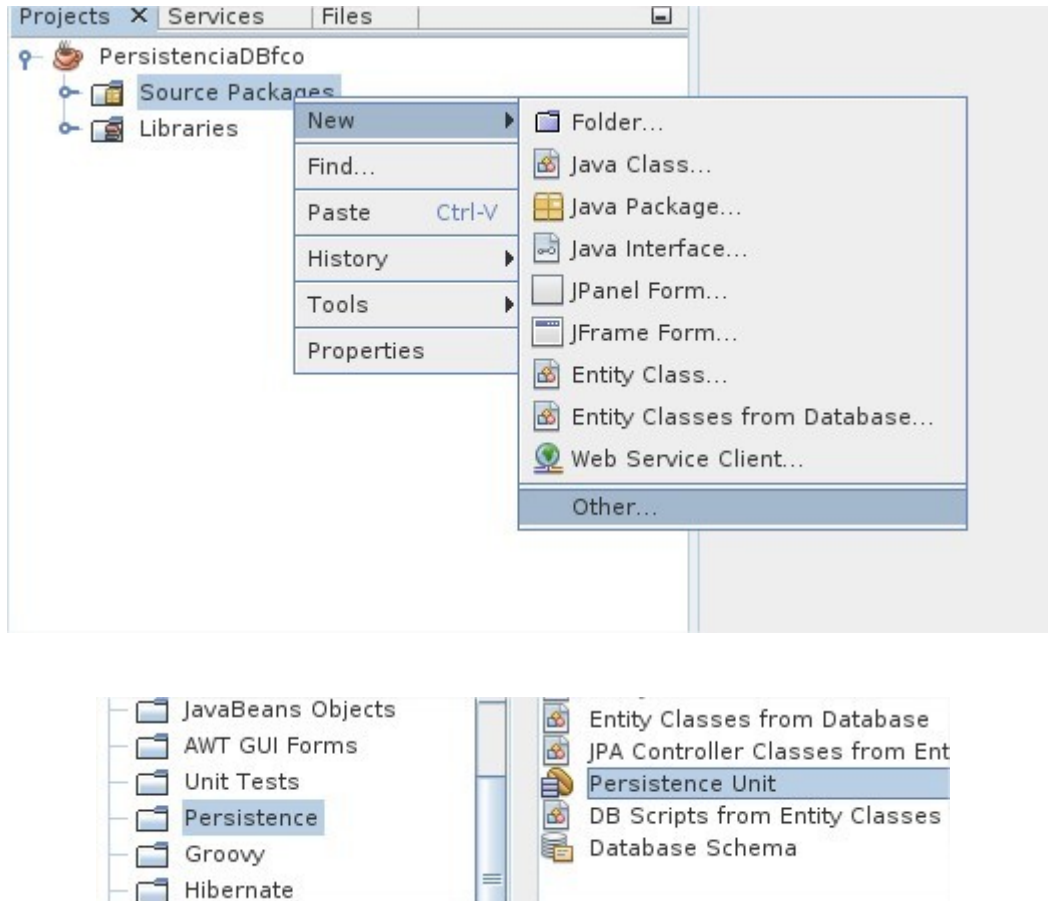 Projects × Services Files
PersistenciaDBfco
Source Packages
Libraries
New
Find...
Paste Ctrl-V
History
Tools
Properties
Folder...
Java Class...
Java Package...
Java Interface...
JPanel Form...
JFrame Form...
Entity Class...
Entity Classes from Database...
Web Service Client...
Other...
JavaBeans Objects
AWT GUI Forms
Unit Tests
Persistence
Groovy
Hibernate
Entity Classes from Database
JPA Controller Classes from Ent
Persistence Unit
DB Scripts from Entity Classes
Database Schema